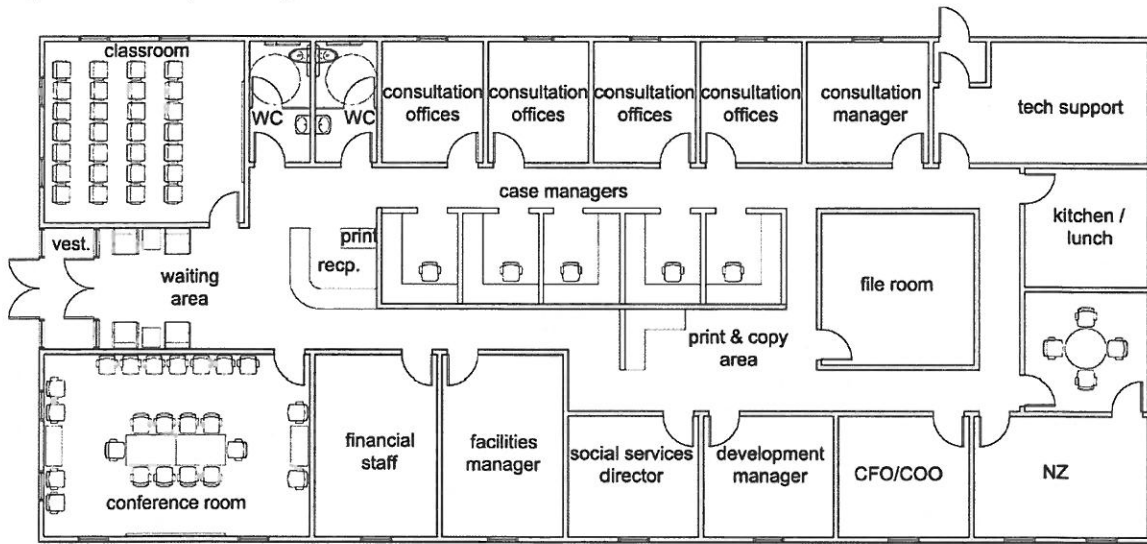 classroom
WC
WC
consultation
offices
consultation
offices
consultation
offices
consultation
offices
consultation
manager
tech support
case managers
kitchen /
lunch
vest.
waiting
area
print
recp.
file room
print & copy
area
financial
staff
facilities
manager
social services
director
development
manager
CFO/COO
NZ
conference room